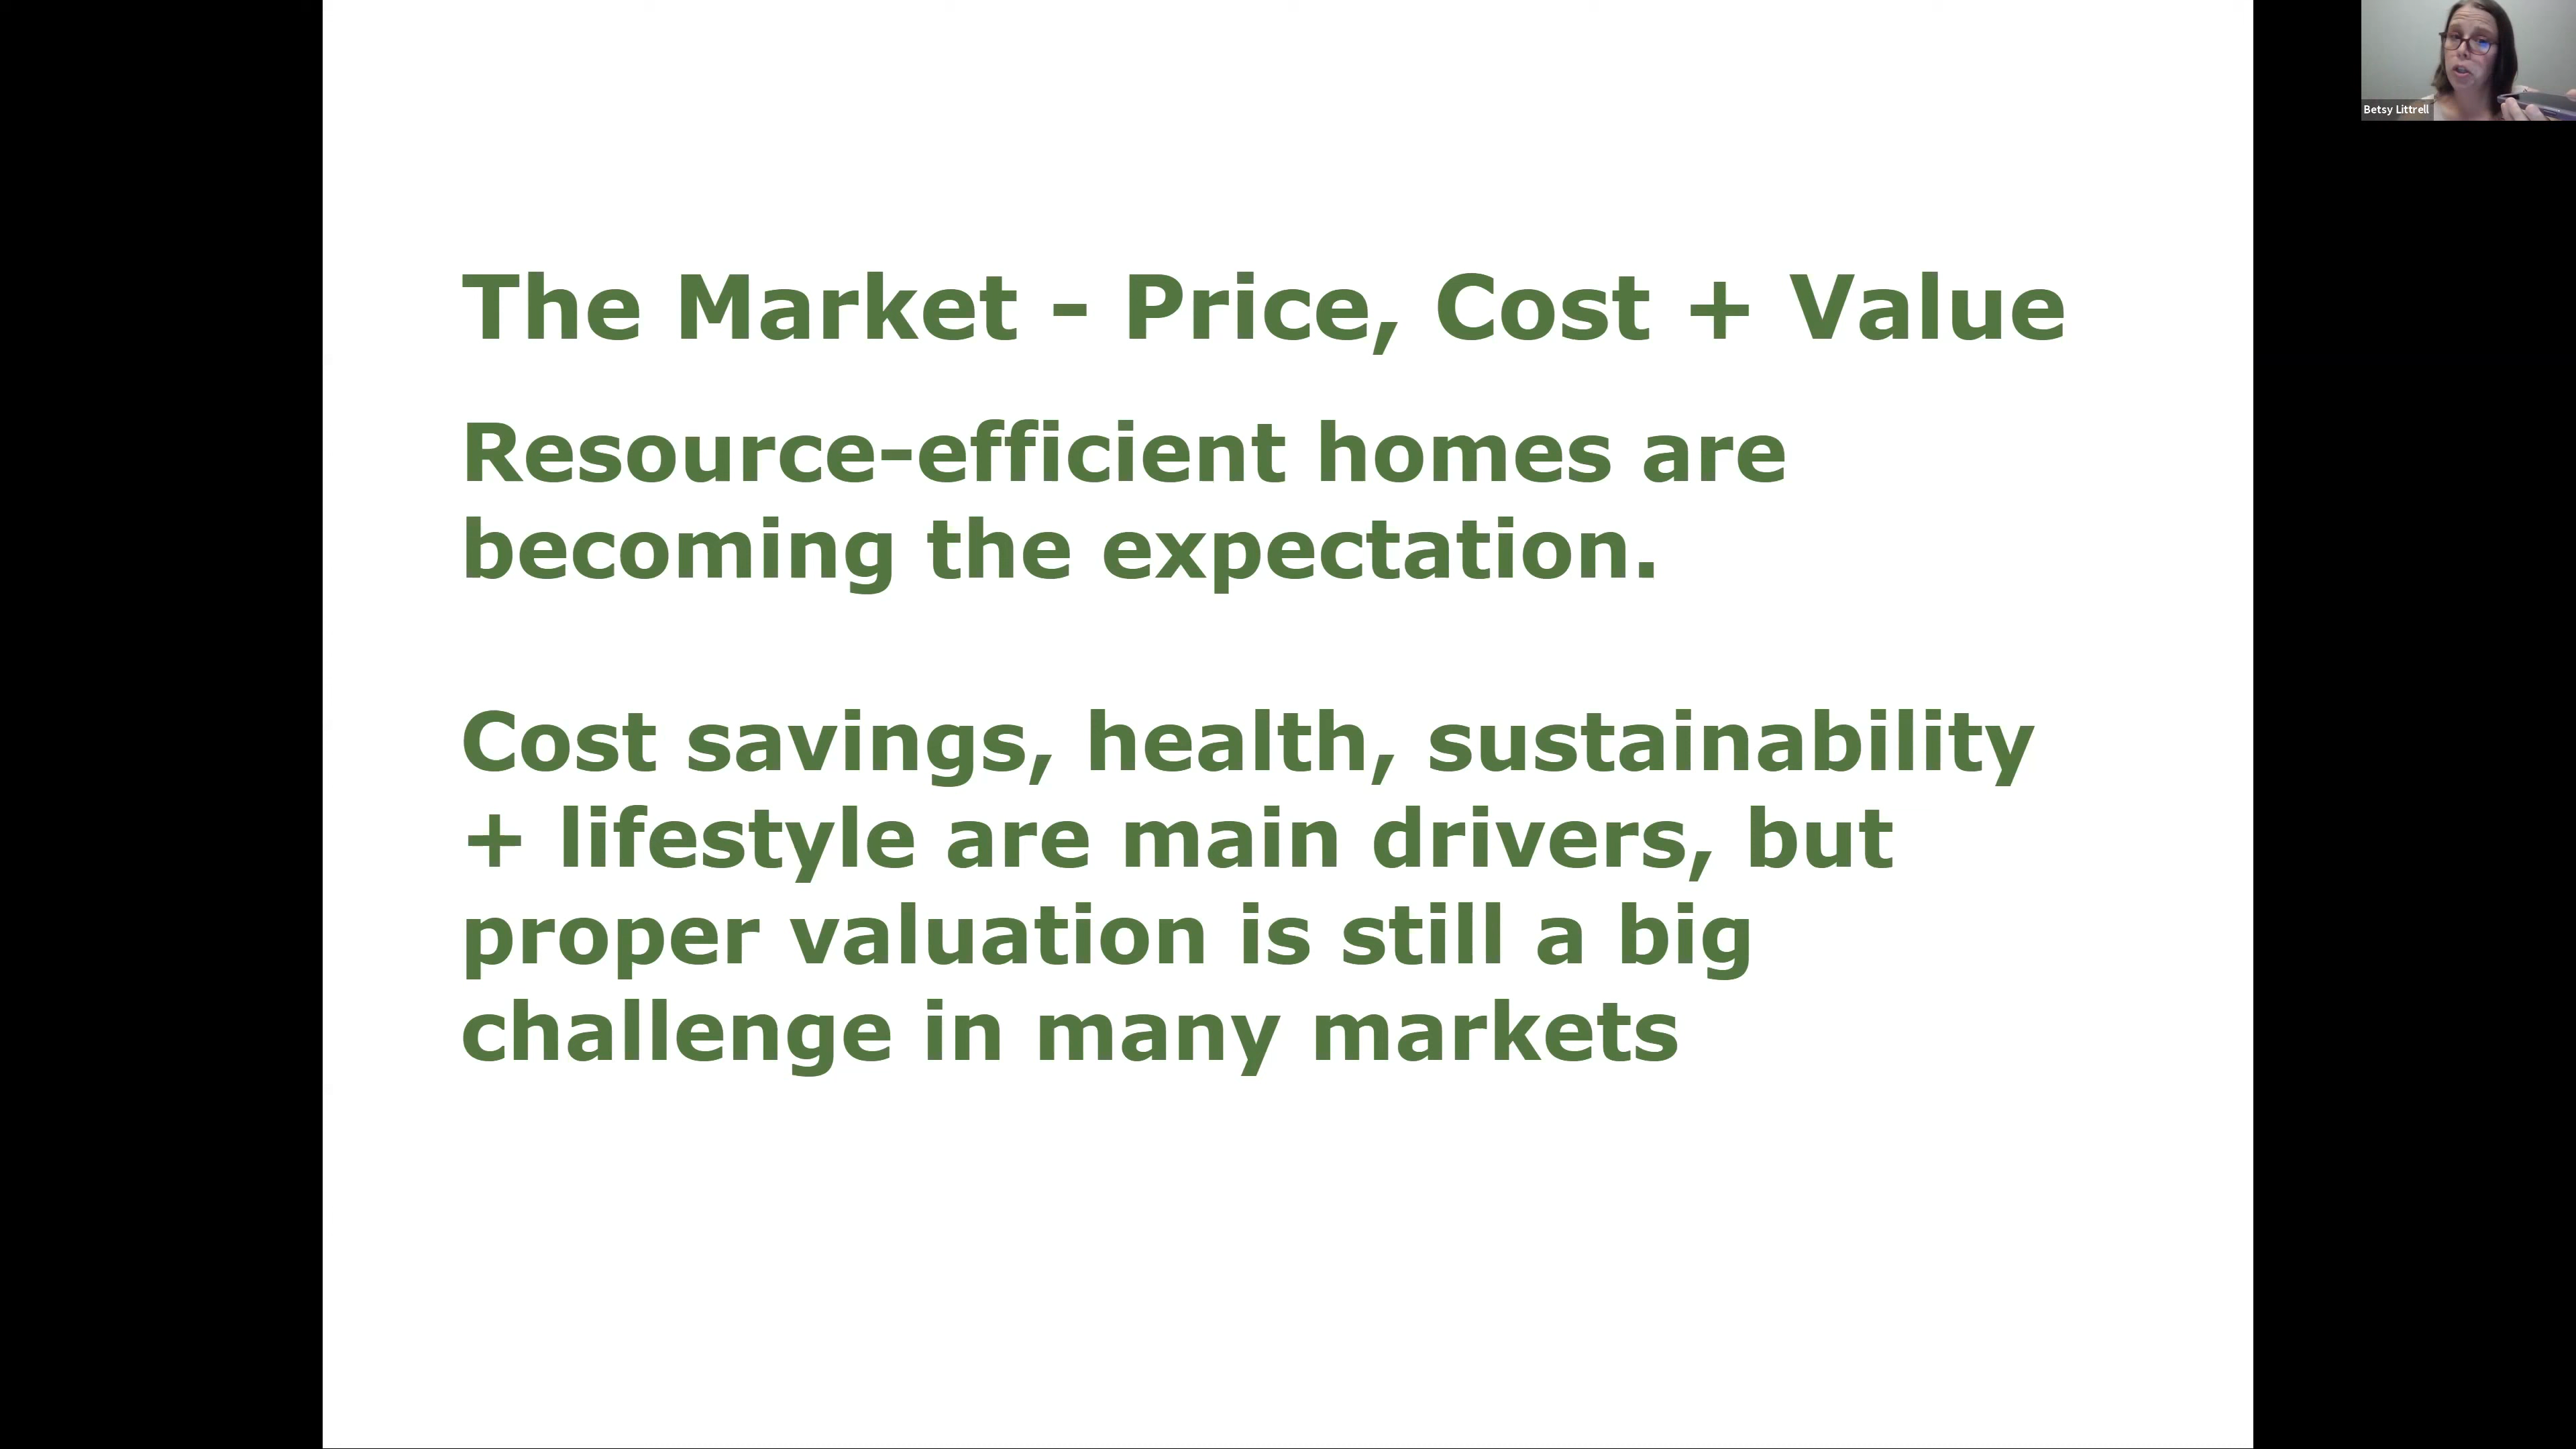 The Market - Price, Cost + Value
Resource-efficient homes are
becoming the expectation.
Cost savings, health, sustainability
+ lifestyle are main drivers, but
proper valuation is still a big
challenge in many markets
Betsy Littrell